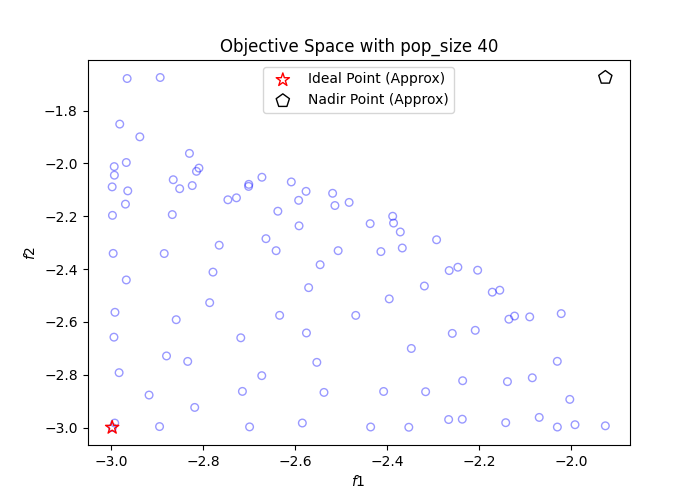 Objective Space with pop_size 40
Ideal Point (Approx)
Nadir Point (Approx)
f2
−1.8
−2.0
−2.2
−2.4
−2.6
−2.8
−3.0
−3.0 −2.8 −2.6 −2.4 −2.2 −2.0
f1